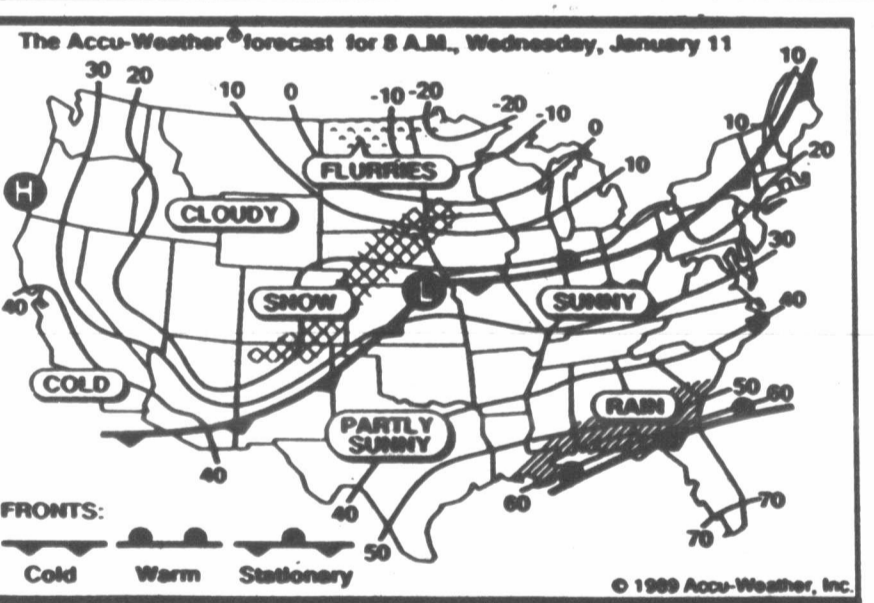 The Accu-Weather® forecast for 8 A.M., Wednesday, January 11
30 20 10 0 -10 -20 -20 -10 0 10 10 10 20
FLURRIES
H
CLOUDY
30
40
SNOW
L
SUNNY
40
COLD
RAIN
50 60
PARTLY
SUNNY
40
40
50
60
70
70
FRONTS:
Cold Warm Stationary
© 1989 Accu-Weather, Inc.